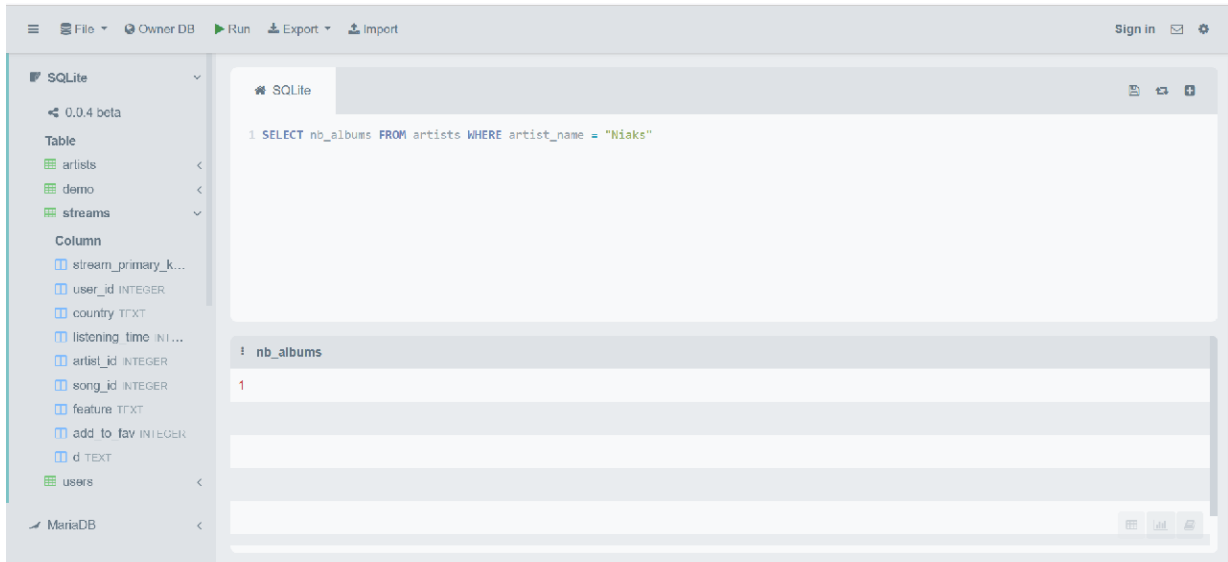 File Owner DB Run Export Import Sign in
SQLite
0.0.4 beta
Table
artists
demo
streams
Column
stream_primary_k...
user_id INTEGER
country TEXT
listening_time INT...
artist_id INTEGER
song_id INTEGER
feature TEXT
add_to_fav INTEGER
d TEXT
users
MariaDB
SQLite
1 SELECT nb_albums FROM artists WHERE artist_name = "Niaks"
nb_albums
1